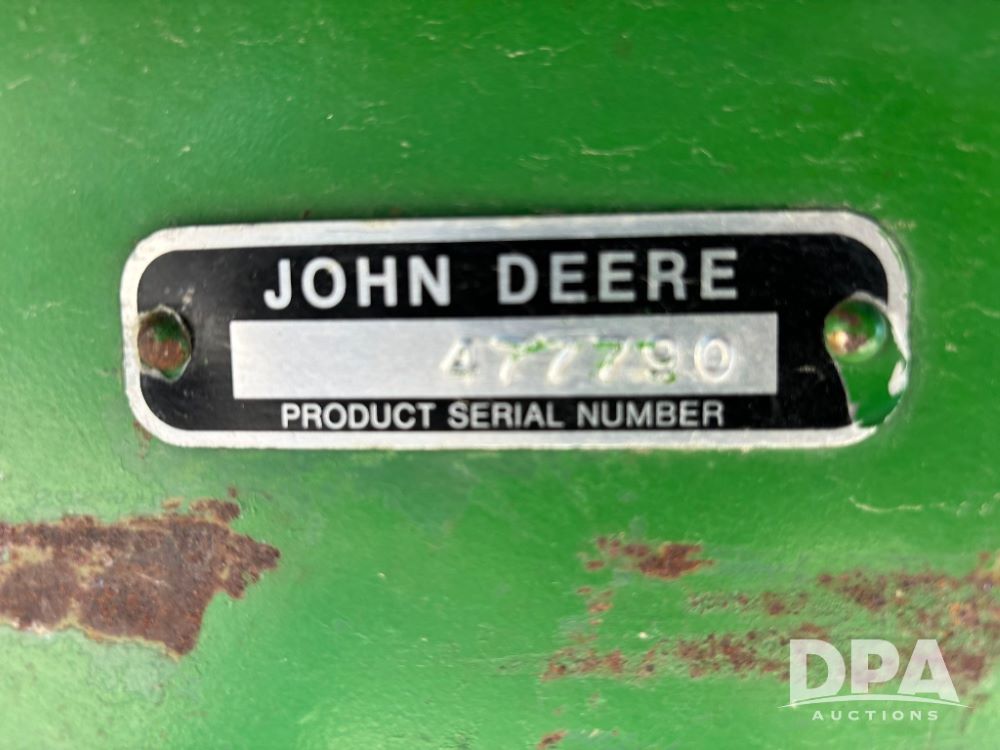 JOHN DEERE
477790
PRODUCT SERIAL NUMBER
DPA
AUCTIONS